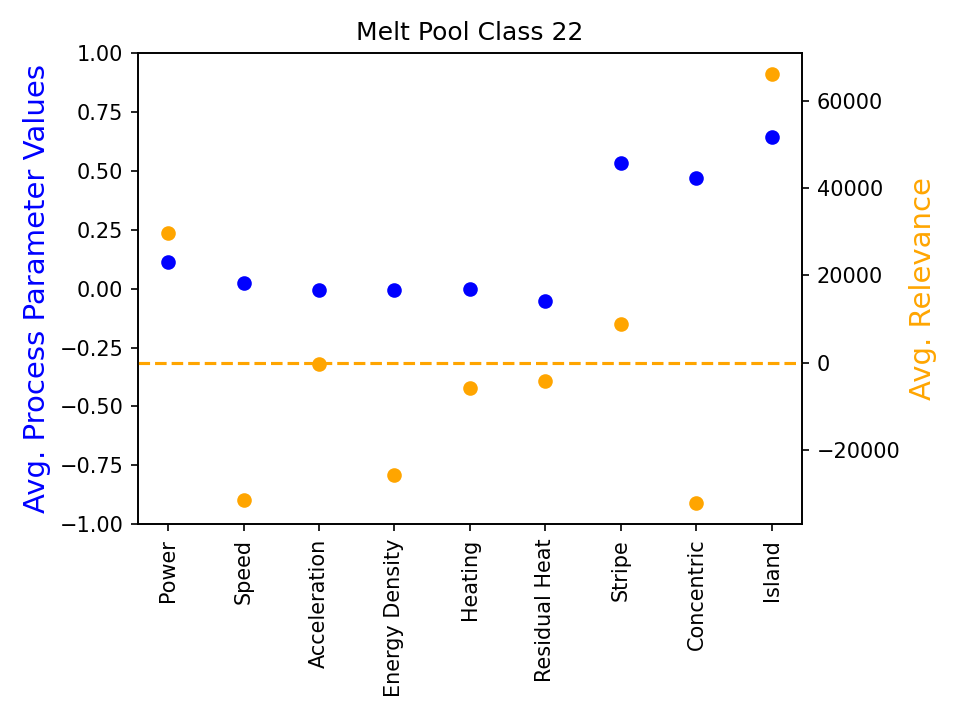 Melt Pool Class 22
Avg. Process Parameter Values
1.00
0.75
0.50
0.25
0.00
−0.25
−0.50
−0.75
−1.00
60000
40000
20000
0
−20000
Avg. Relevance
Power
Speed
Acceleration
Energy Density
Heating
Residual Heat
Stripe
Concentric
Island